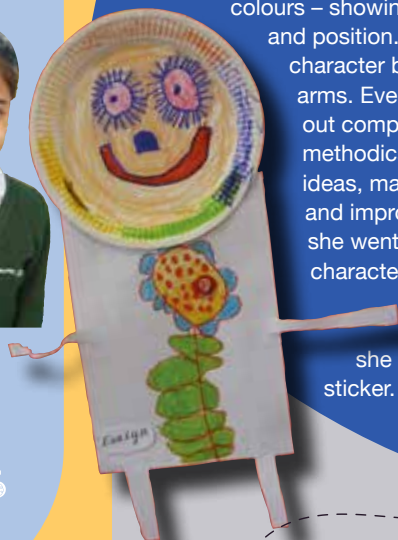 colours – showing
and position.
character b
arms. Eve
out comp
methodic
ideas, ma
and impro
she went
characte
she
sticker.
Evelyn